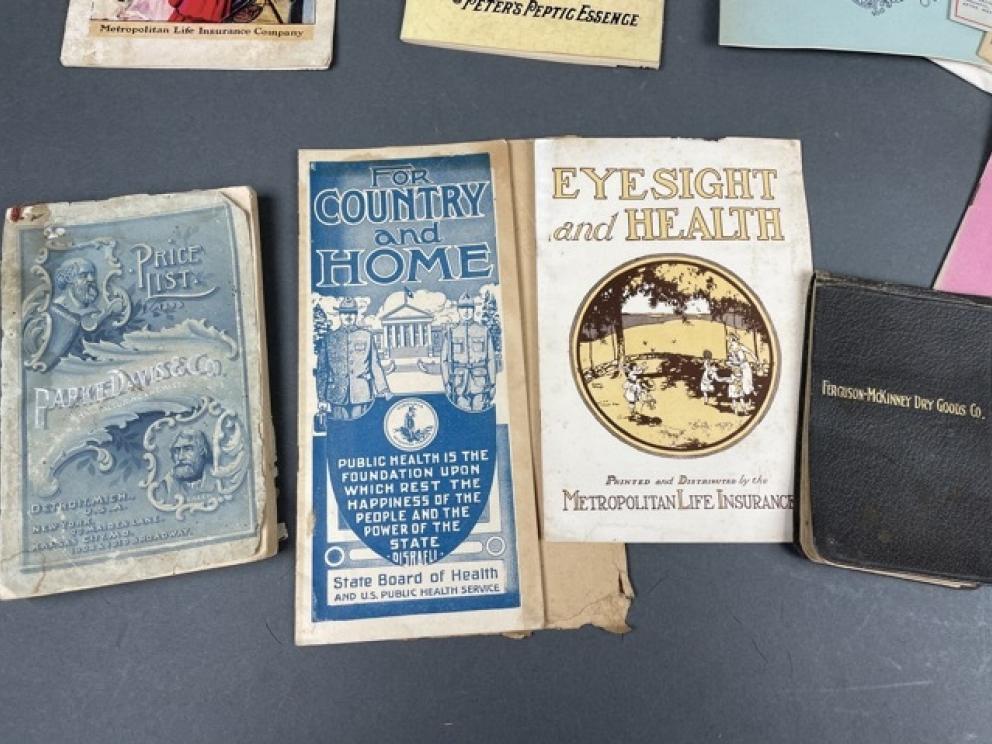 Metropolitan Life Insurance Company
PETER'S PEPTIC ESSENCE
PRICE
LIST
PARKE, DAVIS & CO.
DETROIT, MICH.,
U.S.A.
NEW YORK,
KANSAS CITY, MO.
BROADWAY.
FOR
COUNTRY
and
HOME
PUBLIC HEALTH IS THE
FOUNDATION UPON
WHICH REST THE
HAPPINESS OF THE
PEOPLE AND THE
POWER OF THE
STATE
-DISRAELI-
State Board of Health
AND U.S. PUBLIC HEALTH SERVICE
EYESIGHT
and HEALTH
PRINTED and DISTRIBUTED by the
METROPOLITAN LIFE INSURANCE
FERGUSON-MCKINNEY DRY GOODS CO.